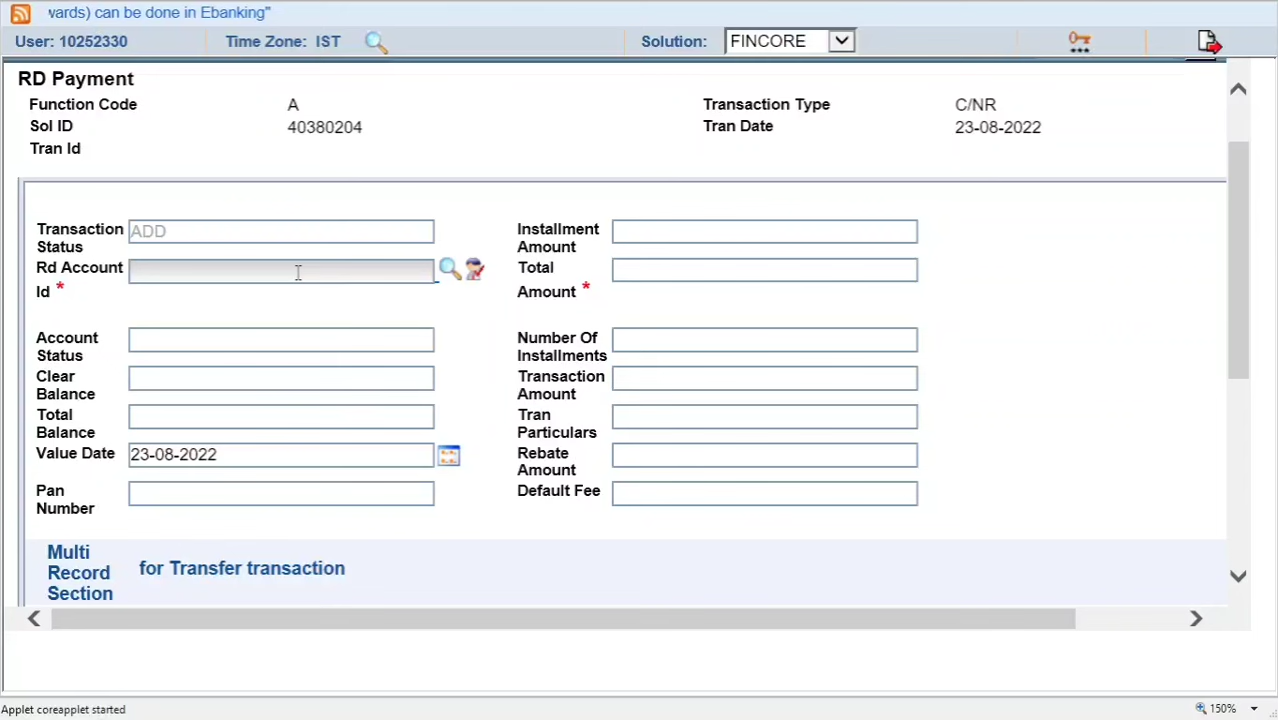 wards) can be done in Ebanking"
User: 10252330 Time Zone: IST Solution: FINCORE
RD Payment
Function Code A Transaction Type C/NR
Sol ID 40380204 Tran Date 23-08-2022
Tran Id
Transaction Status ADD Installment Amount
Rd Account Id * Total Amount *
Account Status Number Of Installments
Clear Balance Transaction Amount
Total Balance Tran Particulars
Value Date 23-08-2022 Rebate Amount
Pan Number Default Fee
Multi Record Section for Transfer transaction
Applet coreapplet started 150%